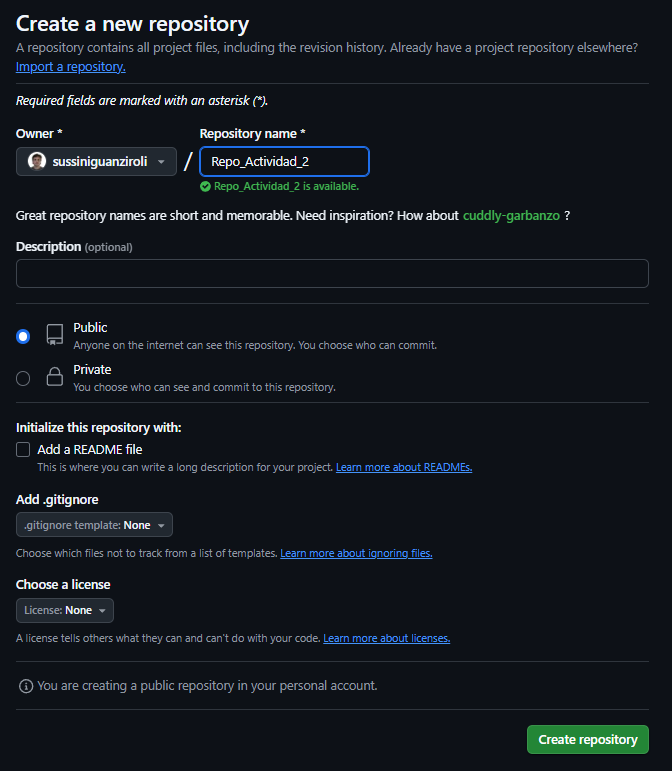 Create a new repository
A repository contains all project files, including the revision history. Already have a project repository elsewhere?
Import a repository.
Required fields are marked with an asterisk (*).
Owner * Repository name *
sussiniguanziroli / Repo_Actividad_2
Repo_Actividad_2 is available.
Great repository names are short and memorable. Need inspiration? How about cuddly-garbanzo ?
Description (optional)
Public
Anyone on the internet can see this repository. You choose who can commit.
Private
You choose who can see and commit to this repository.
Initialize this repository with:
Add a README file
This is where you can write a long description for your project. Learn more about READMEs.
Add .gitignore
.gitignore template: None
Choose which files not to track from a list of templates. Learn more about ignoring files.
Choose a license
License: None
A license tells others what they can and can't do with your code. Learn more about licenses.
You are creating a public repository in your personal account.
Create repository